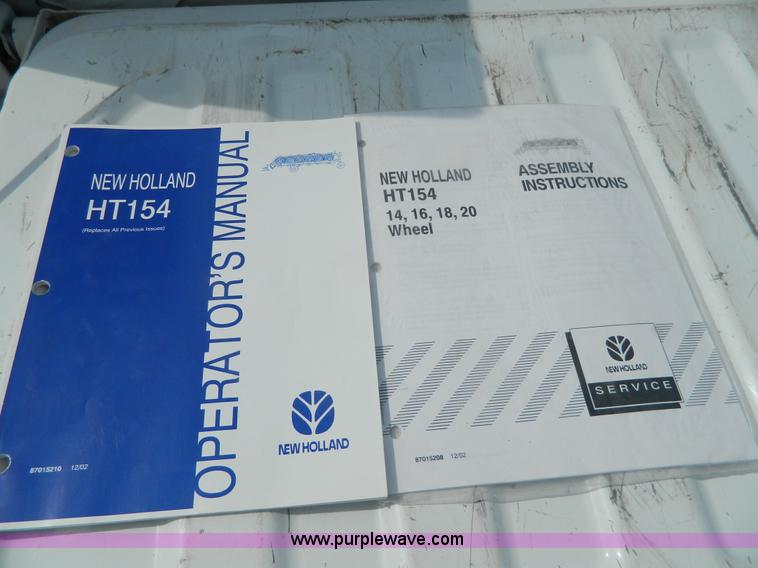 NEW HOLLAND
HT154
(Replaces All Previous Issues)
OPERATOR'S MANUAL
NEW HOLLAND
87015210 12/02
NEW HOLLAND
HT154
14, 16, 18, 20
Wheel
ASSEMBLY
INSTRUCTIONS
NEW HOLLAND
SERVICE
87015208 12/02
www.purplewave.com